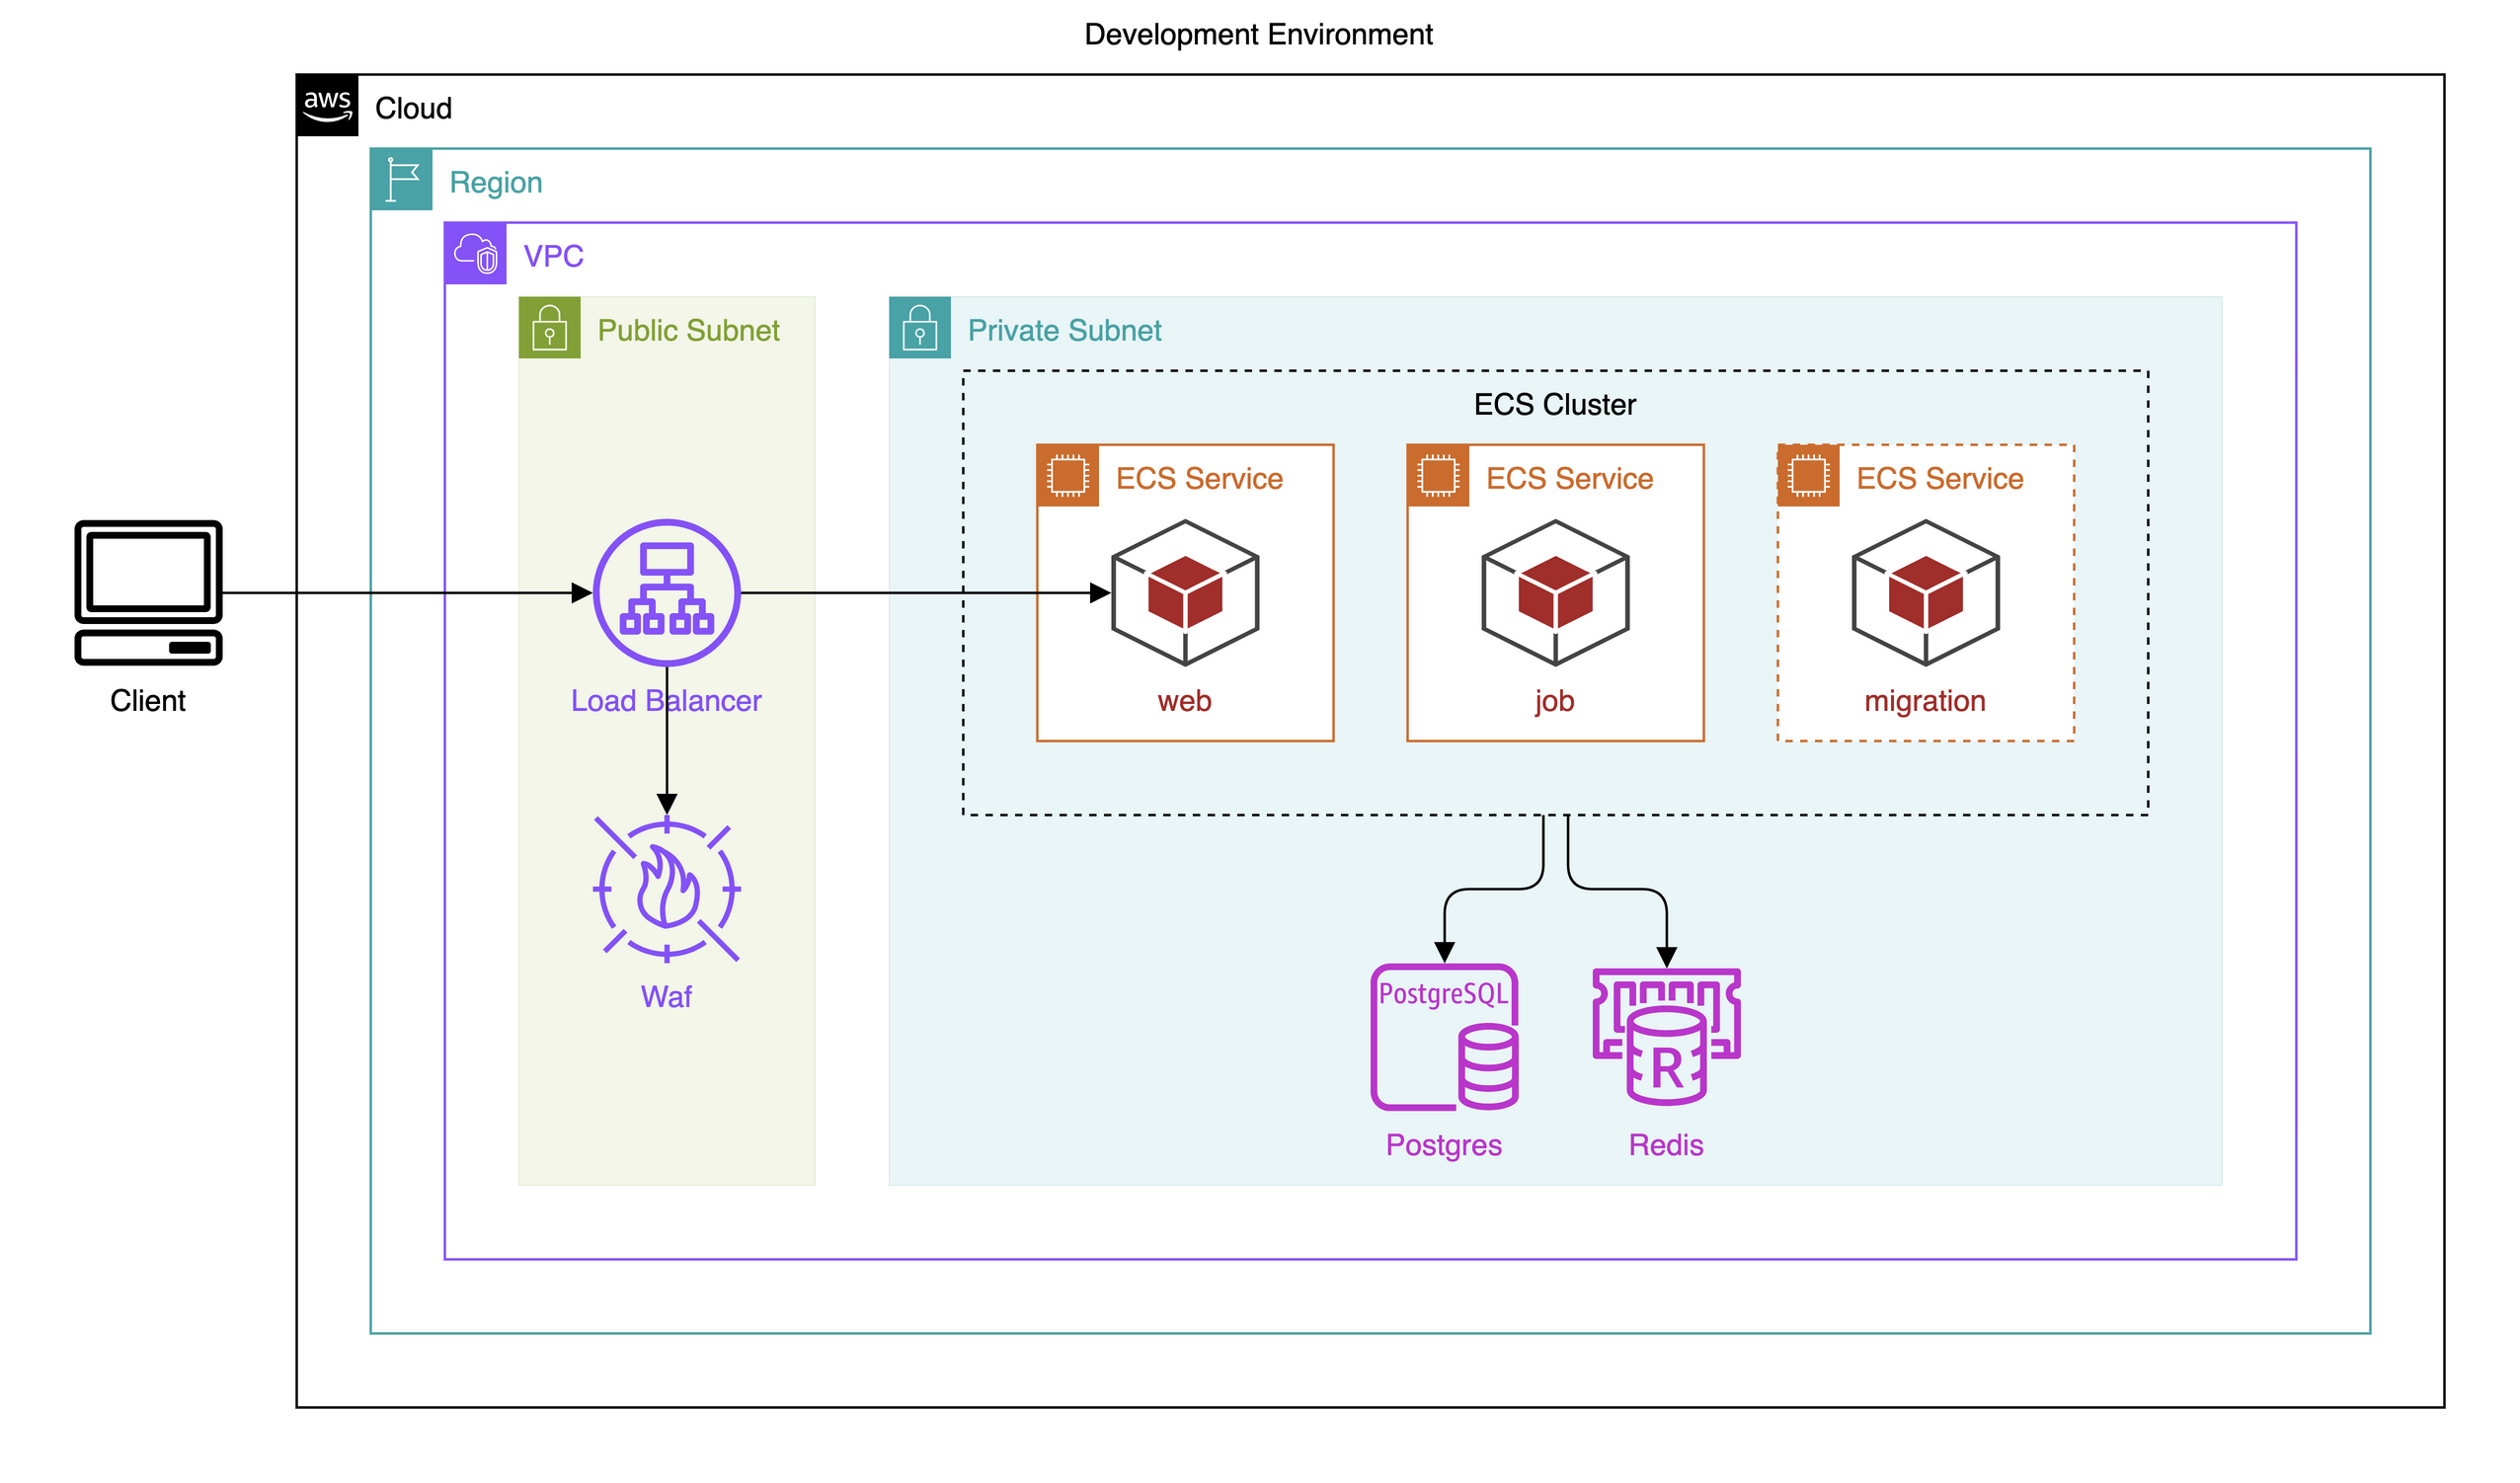 Development Environment
aws
Cloud
Region
VPC
Public Subnet
Private Subnet
ECS Cluster
ECS Service
ECS Service
ECS Service
Client
Load Balancer
web
job
migration
Waf
PostgreSQL
R
Postgres
Redis